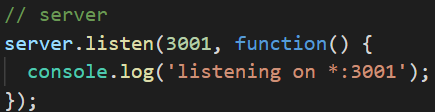 // server
server.listen(3001, function() {
  console.log('listening on *:3001');
});